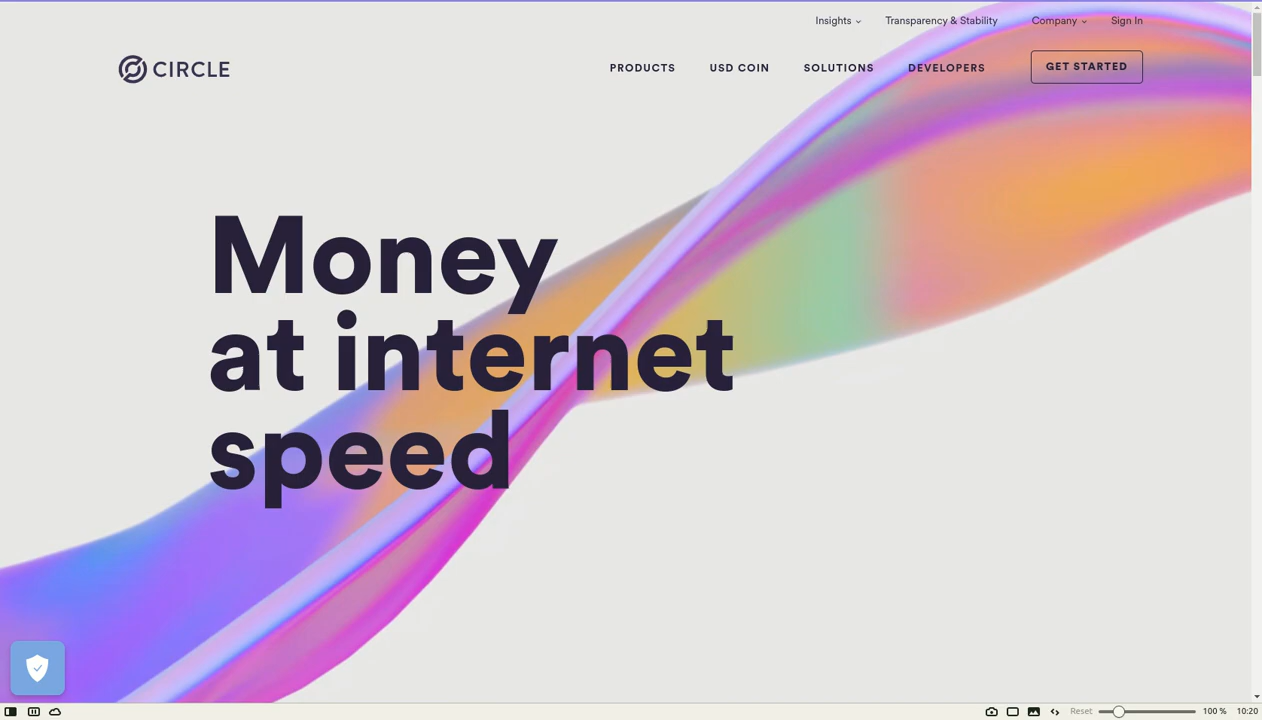 Insights
Transparency & Stability
Company
Sign In
CIRCLE
PRODUCTS
USD COIN
SOLUTIONS
DEVELOPERS
GET STARTED
Money
at internet
speed
Reset
100 %
10:20